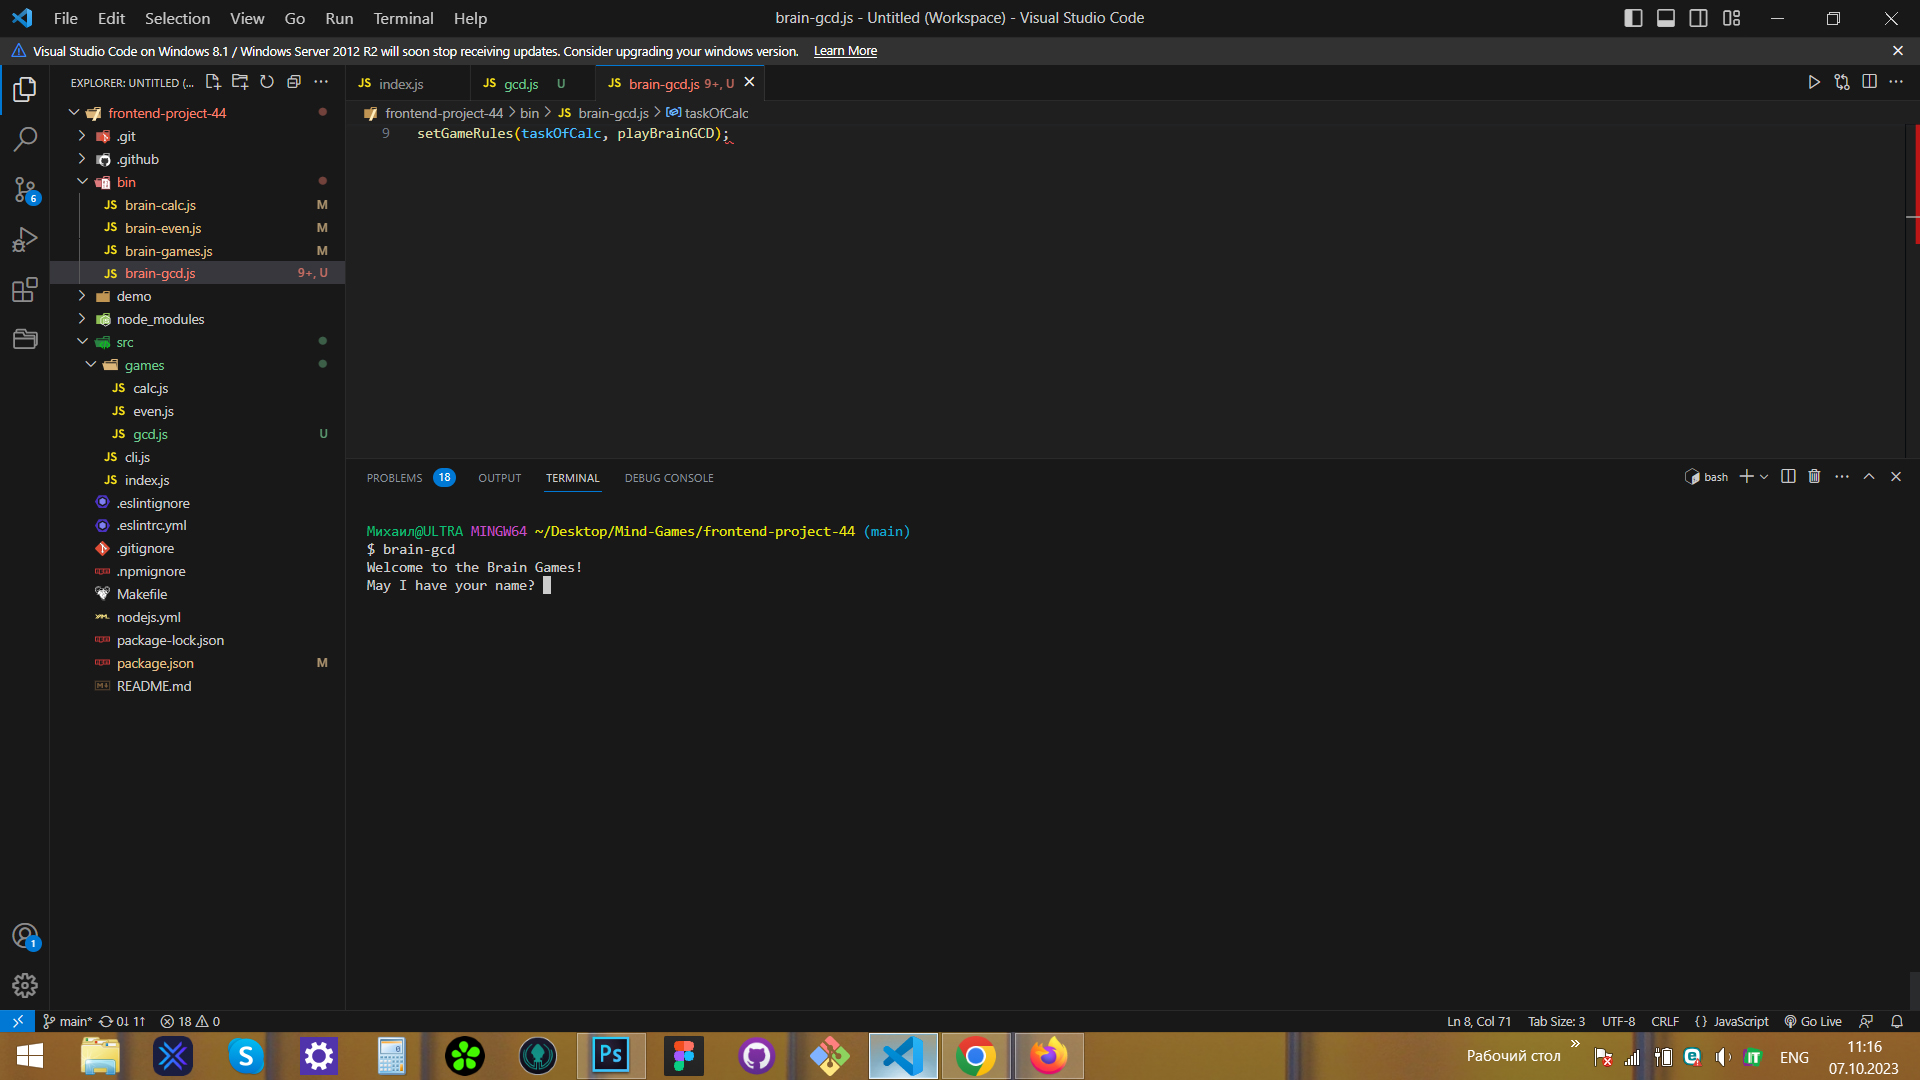 File Edit Selection View Go Run Terminal Help
brain-gcd.js - Untitled (Workspace) - Visual Studio Code
Visual Studio Code on Windows 8.1 / Windows Server 2012 R2 will soon stop receiving updates. Consider upgrading your windows version. Learn More
EXPLORER: UNTITLED (...
JS index.js
JS gcd.js U
JS brain-gcd.js 9+, U
frontend-project-44 > bin > JS brain-gcd.js > taskOfCalc
9 setGameRules(taskOfCalc, playBrainGCD);
frontend-project-44
.git
.github
bin
JS brain-calc.js M
JS brain-even.js M
JS brain-games.js M
JS brain-gcd.js 9+, U
demo
node_modules
src
games
JS calc.js
JS even.js
JS gcd.js U
JS cli.js
JS index.js
.eslintignore
.eslintrc.yml
.gitignore
.npmignore
Makefile
nodejs.yml
package-lock.json
package.json M
README.md
6
1
PROBLEMS 18 OUTPUT TERMINAL DEBUG CONSOLE
bash
Михаил@ULTRA MINGW64 ~/Desktop/Mind-Games/frontend-project-44 (main)
$ brain-gcd
Welcome to the Brain Games!
May I have your name?
main* 0↓ 1↑ 18 0
Ln 8, Col 71 Tab Size: 3 UTF-8 CRLF {} JavaScript Go Live
Ps
Рабочий стол » ENG
11:16
07.10.2023